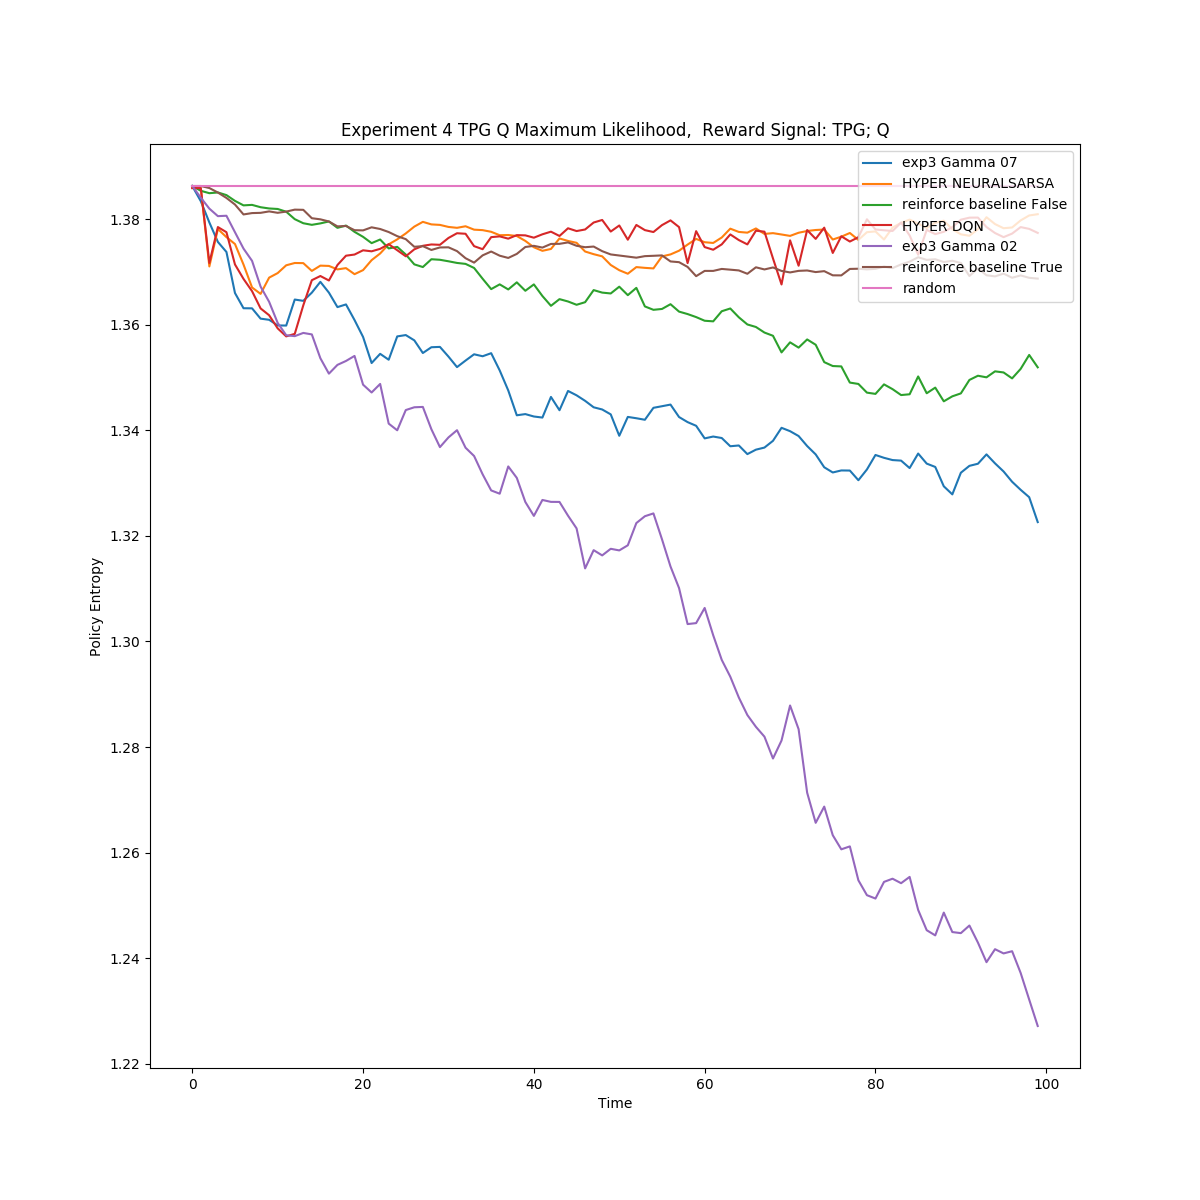 Experiment 4 TPG Q Maximum Likelihood,  Reward Signal: TPG; Q
exp3 Gamma 07
HYPER NEURALSARSA
reinforce baseline False
HYPER DQN
exp3 Gamma 02
reinforce baseline True
random
1.38
1.36
1.34
1.32
1.30
1.28
1.26
1.24
1.22
Policy Entropy
0 20 40 60 80 100
Time